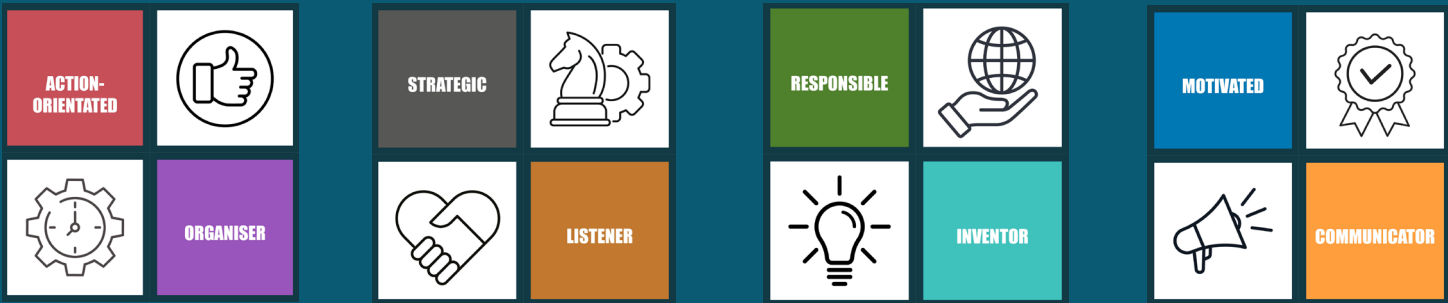 ACTION-
ORIENTATED
STRATEGIC
RESPONSIBLE
MOTIVATED
ORGANISER
LISTENER
INVENTOR
COMMUNICATOR